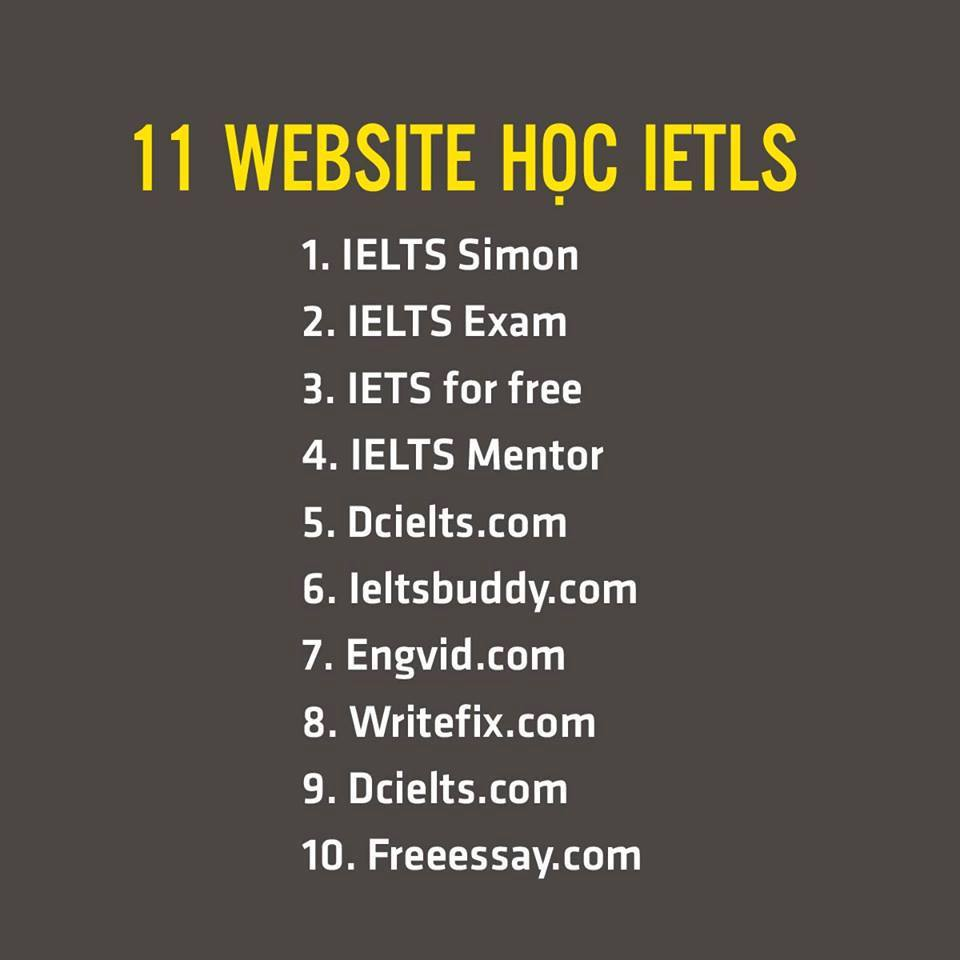 11 WEBSITE HỌC IETLS
1. IELTS Simon
2. IELTS Exam
3. IETS for free
4. IELTS Mentor
5. Dcielts.com
6. Ieltsbuddy.com
7. Engvid.com
8. Writefix.com
9. Dcielts.com
10. Freeessay.com